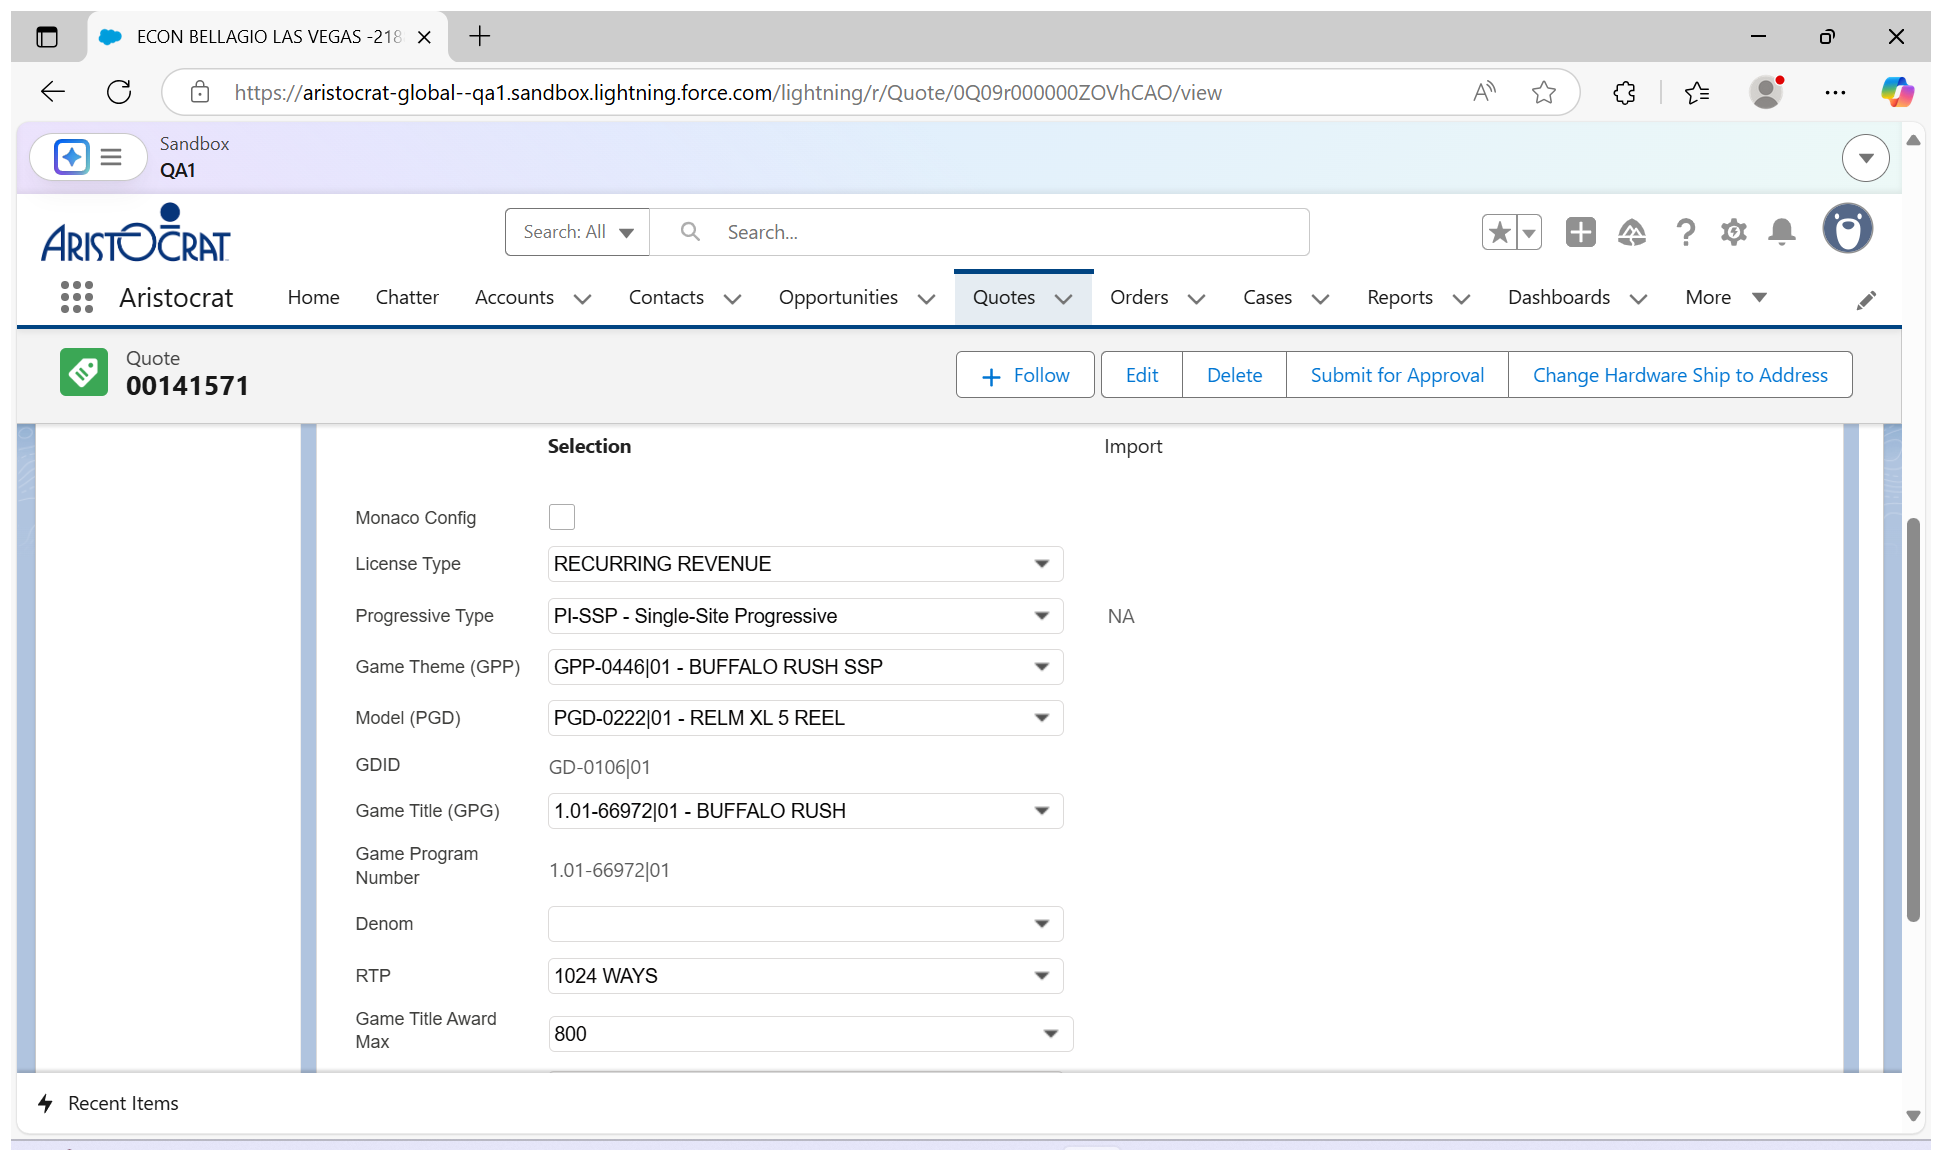 ECON BELLAGIO LAS VEGAS -218
https://aristocrat-global--qa1.sandbox.lightning.force.com/lightning/r/Quote/0Q09r000000ZOVhCAO/view
Sandbox
QA1
ARISTOCRAT
Search: All
Search...
Aristocrat
Home
Chatter
Accounts
Contacts
Opportunities
Quotes
Orders
Cases
Reports
Dashboards
More
Quote
00141571
Follow
Edit
Delete
Submit for Approval
Change Hardware Ship to Address
Selection
Import
Monaco Config
License Type
RECURRING REVENUE
Progressive Type
PI-SSP - Single-Site Progressive
NA
Game Theme (GPP)
GPP-0446|01 - BUFFALO RUSH SSP
Model (PGD)
PGD-0222|01 - RELM XL 5 REEL
GDID
GD-0106|01
Game Title (GPG)
1.01-66972|01 - BUFFALO RUSH
Game Program
Number
1.01-66972|01
Denom
RTP
1024 WAYS
Game Title Award
Max
800
Recent Items